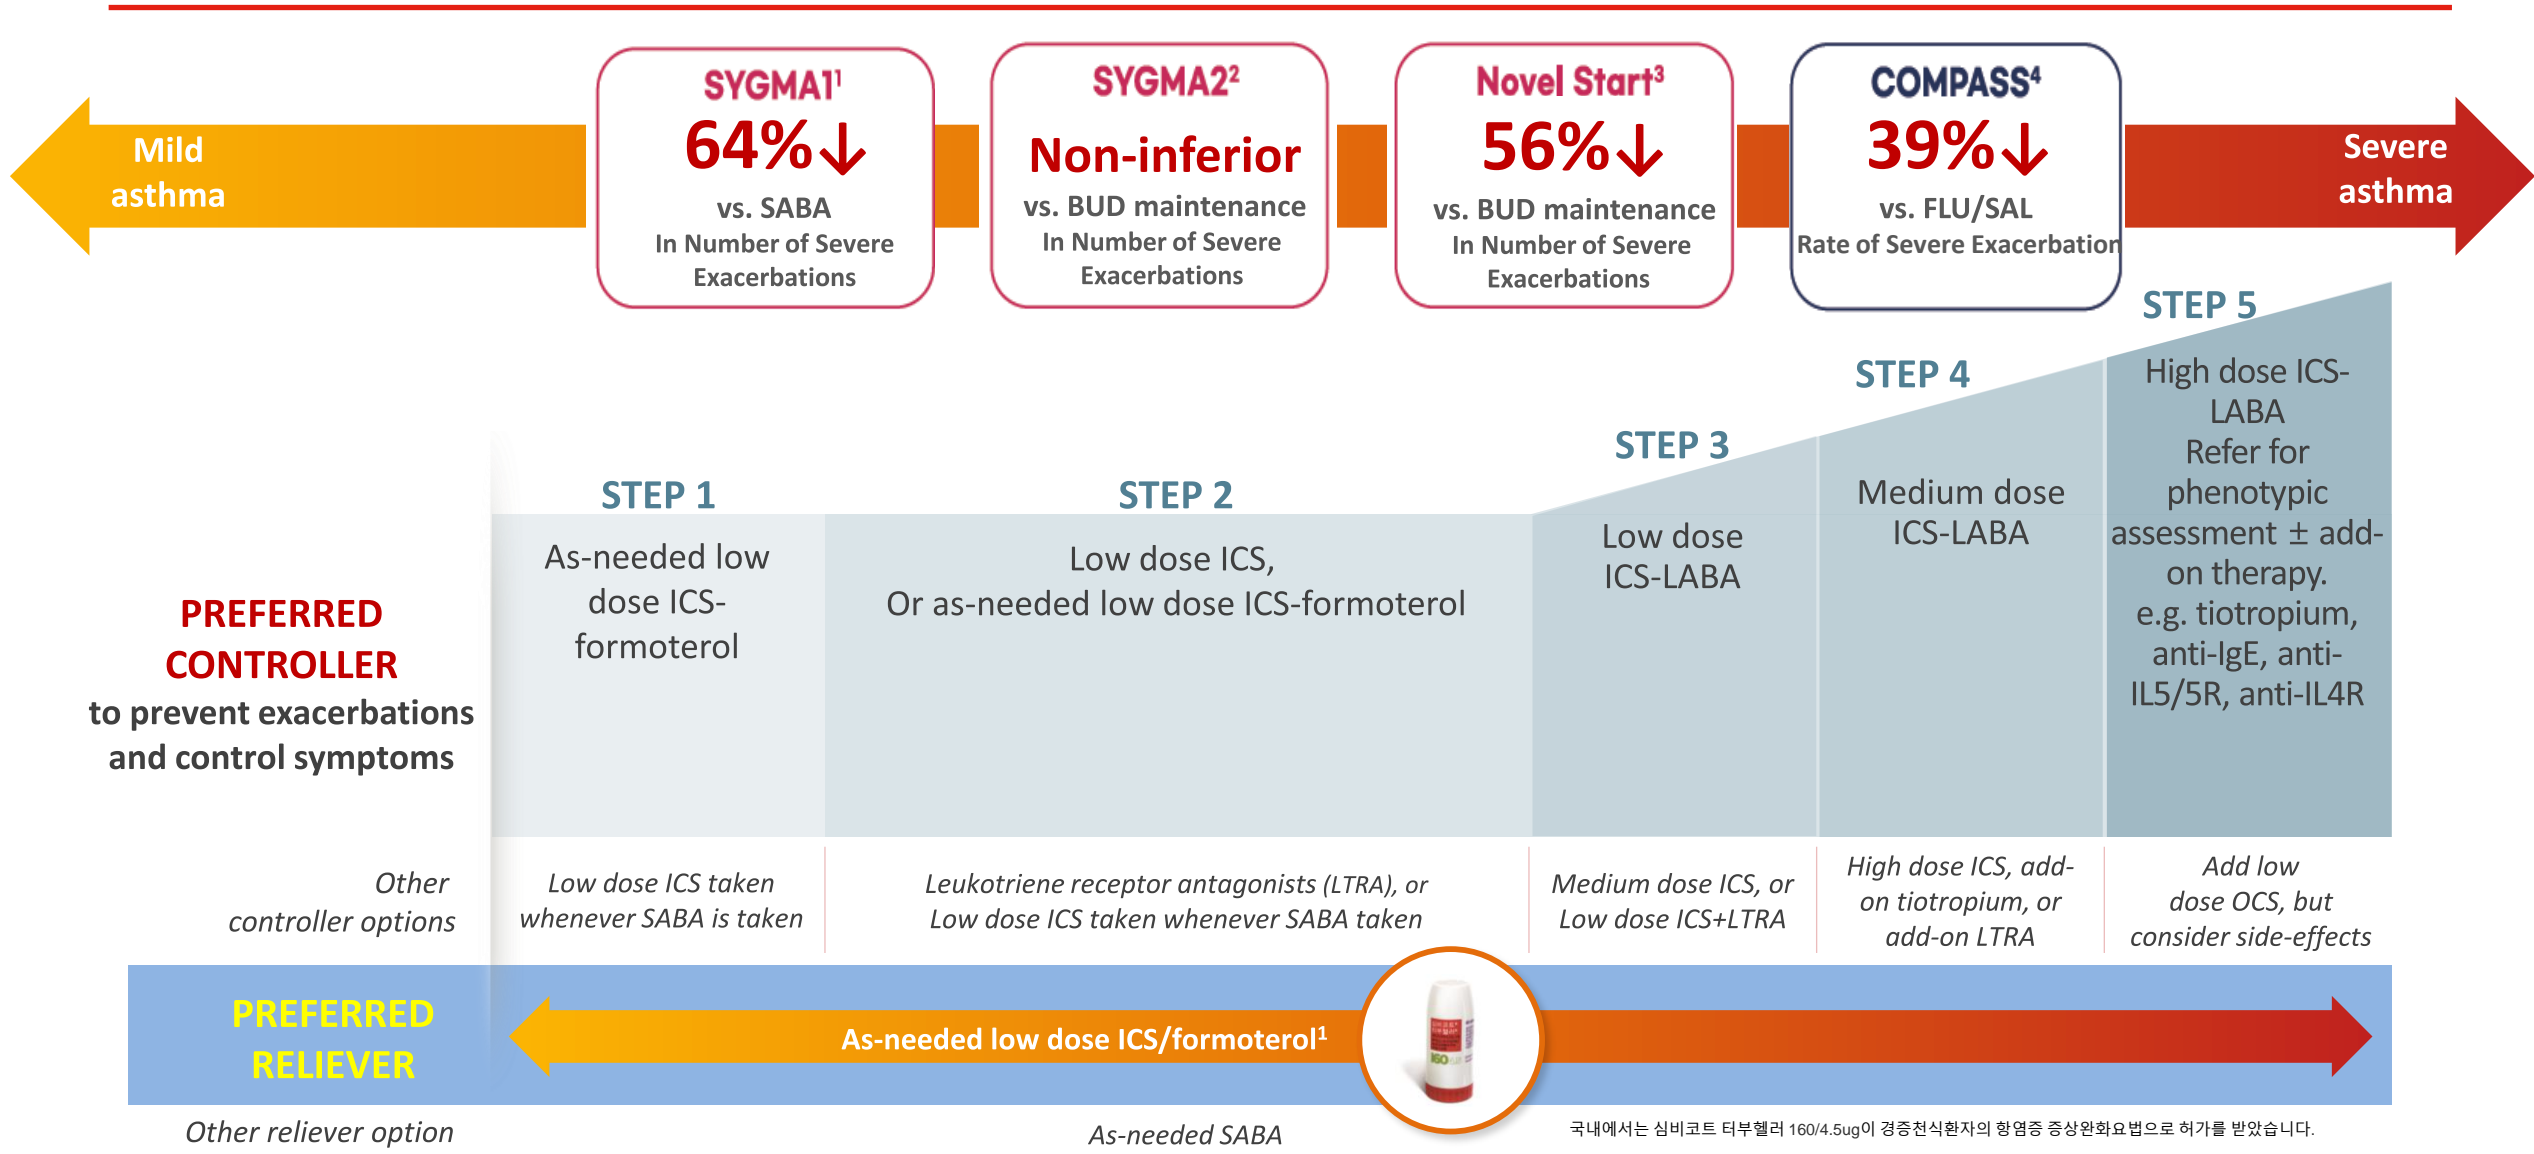 SYGMA1¹
64%↓
vs. SABA
In Number of Severe
Exacerbations
SYGMA2²
Non-inferior
vs. BUD maintenance
In Number of Severe
Exacerbations
Novel Start³
56%↓
vs. BUD maintenance
In Number of Severe
Exacerbations
COMPASS⁴
39%↓
vs. FLU/SAL
Rate of Severe Exacerbation
Mild
asthma
Severe
asthma
STEP 1
As-needed low
dose ICS-
formoterol
STEP 2
Low dose ICS,
Or as-needed low dose ICS-formoterol
STEP 3
Low dose
ICS-LABA
STEP 4
Medium dose
ICS-LABA
STEP 5
High dose ICS-
LABA
Refer for
phenotypic
assessment ± add-
on therapy.
e.g. tiotropium,
anti-IgE, anti-
IL5/5R, anti-IL4R
PREFERRED
CONTROLLER
to prevent exacerbations
and control symptoms
Other
controller options
Low dose ICS taken
whenever SABA is taken
Leukotriene receptor antagonists (LTRA), or
Low dose ICS taken whenever SABA taken
Medium dose ICS, or
Low dose ICS+LTRA
High dose ICS, add-
on tiotropium, or
add-on LTRA
Add low
dose OCS, but
consider side-effects
PREFERRED
RELIEVER
As-needed low dose ICS/formoterol¹
160
Other reliever option
As-needed SABA
국내에서는 심비코트 터부헬러 160/4.5ug이 경증천식환자의 항염증 증상완화요법으로 허가를 받았습니다.